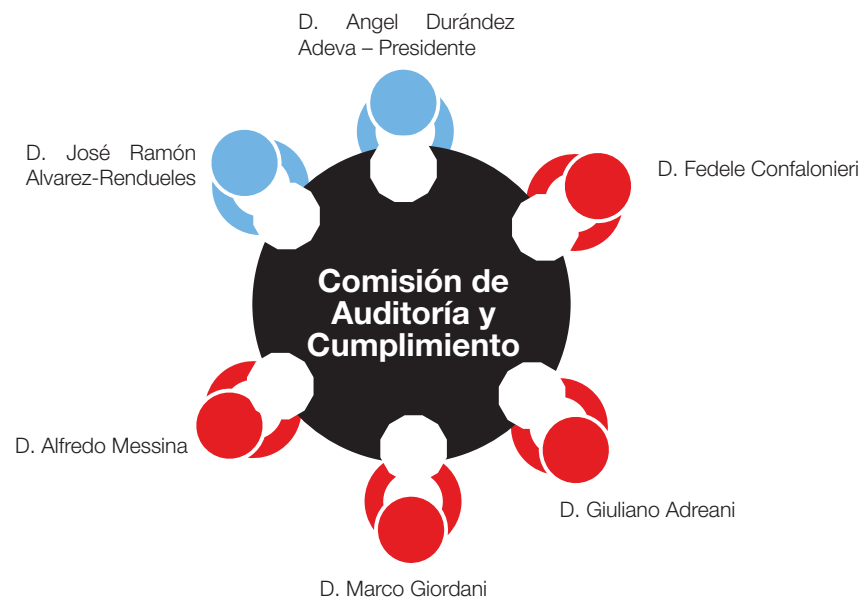 D. Angel Durández
Adeva – Presidente
D. José Ramón
Alvarez-Rendueles
D. Fedele Confalonieri
Comisión de
Auditoría y
Cumplimiento
D. Alfredo Messina
D. Giuliano Adreani
D. Marco Giordani